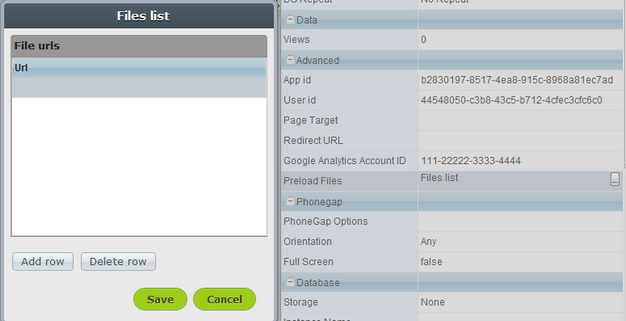 Files list
File urls
Url
Add row Delete row
Save Cancel
BG Repeat No Repeat
Data
Views 0
Advanced
App id b2830197-8517-4ea8-915c-8968a81ec7ad
User id 44548050-c3b8-43c5-b712-4cfec3cfc6c0
Page Target
Redirect URL
Google Analytics Account ID 111-22222-3333-4444
Preload Files Files list ...
Phonegap
PhoneGap Options
Orientation Any
Full Screen false
Database
Storage None
Instance Name